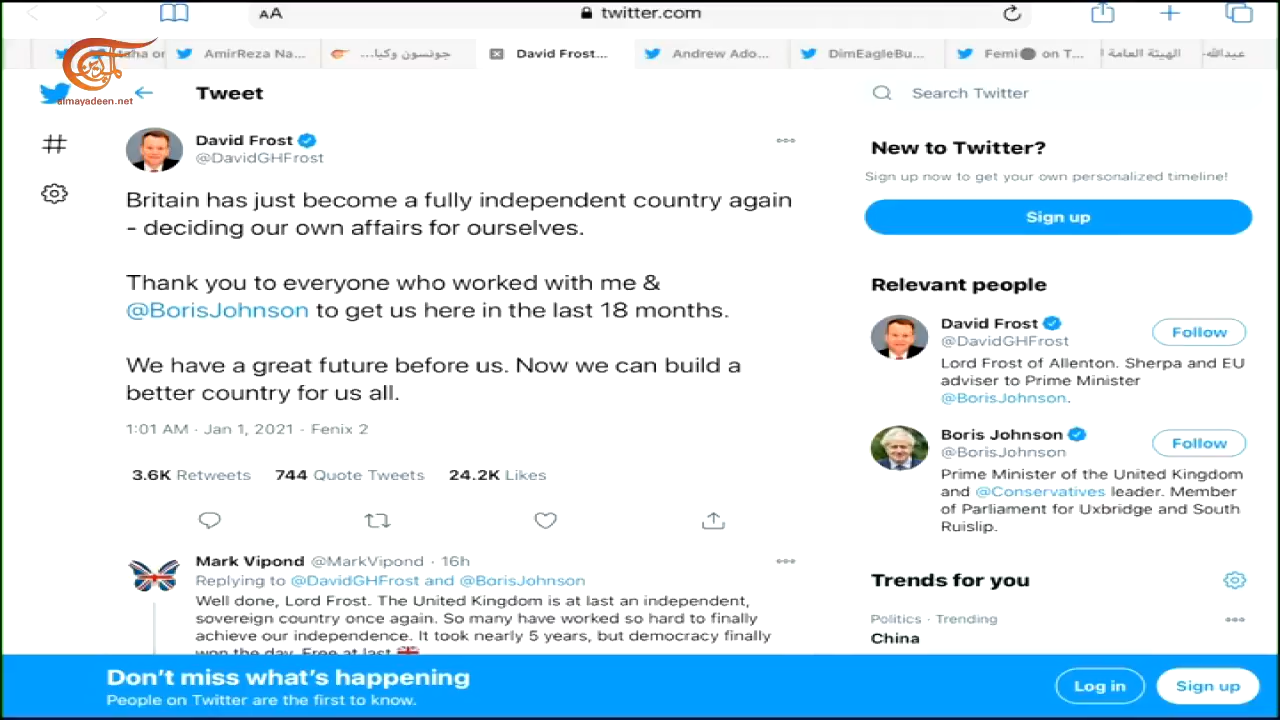 AA
twitter.com
AmirReza Na...
جونسون وكيا...
David Frost...
Andrew Ado...
DimEagleBu...
Femi on T...
الهيئة العامة
عبدالله-
الميادين
almayadeen.net
Tweet
Search Twitter
David Frost
@DavidGHFrost
Britain has just become a fully independent country again
- deciding our own affairs for ourselves.
Thank you to everyone who worked with me &
@BorisJohnson to get us here in the last 18 months.
We have a great future before us. Now we can build a
better country for us all.
1:01 AM · Jan 1, 2021 · Fenix 2
3.6K Retweets 744 Quote Tweets 24.2K Likes
Mark Vipond @MarkVipond · 16h
Replying to @DavidGHFrost and @BorisJohnson
Well done, Lord Frost. The United Kingdom is at last an independent,
sovereign country once again. So many have worked so hard to finally
achieve our independence. It took nearly 5 years, but democracy finally
won the day. Free at last
New to Twitter?
Sign up now to get your own personalized timeline!
Sign up
Relevant people
David Frost
@DavidGHFrost
Follow
Lord Frost of Allenton. Sherpa and EU
adviser to Prime Minister
@BorisJohnson.
Boris Johnson
@BorisJohnson
Follow
Prime Minister of the United Kingdom
and @Conservatives leader. Member
of Parliament for Uxbridge and South
Ruislip.
Trends for you
Politics · Trending
China
Don't miss what's happening
People on Twitter are the first to know.
Log in
Sign up